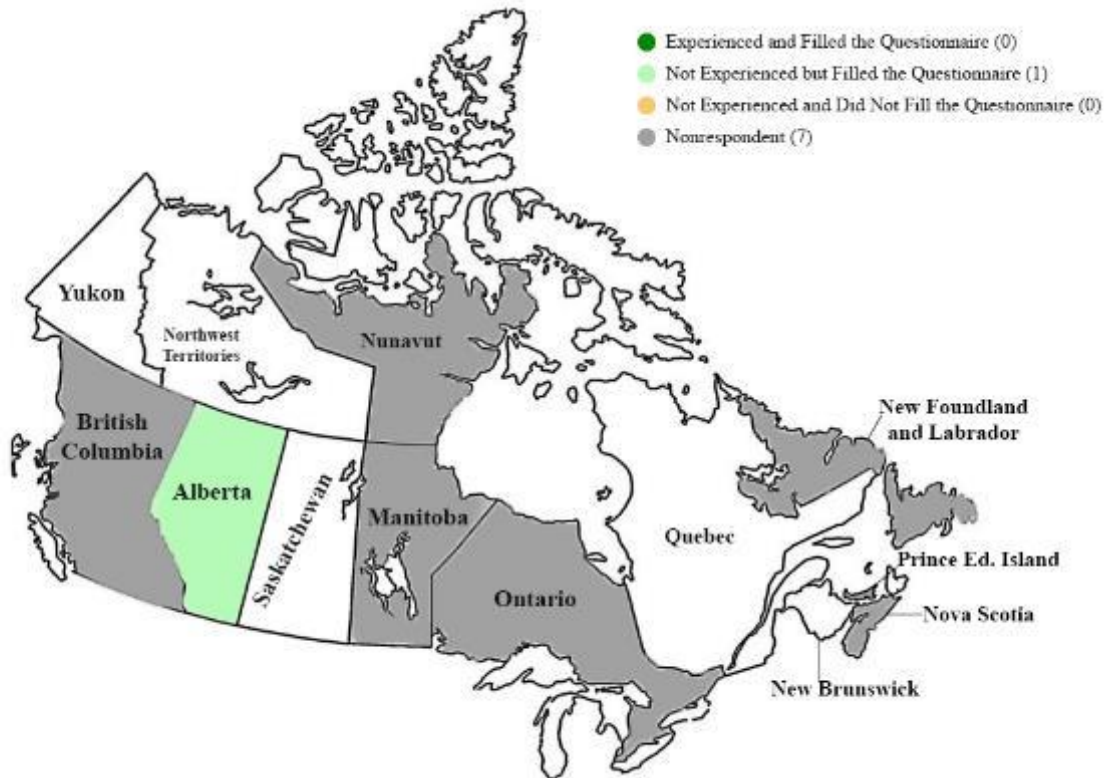 Experienced and Filled the Questionnaire (0)
Not Experienced but Filled the Questionnaire (1)
Not Experienced and Did Not Fill the Questionnaire (0)
Nonrespondent (7)
Yukon
Northwest
Territories
Nunavut
British
Columbia
Alberta
Saskatchewan
Manitoba
Ontario
Quebec
New Foundland
and Labrador
Prince Ed. Island
Nova Scotia
New Brunswick